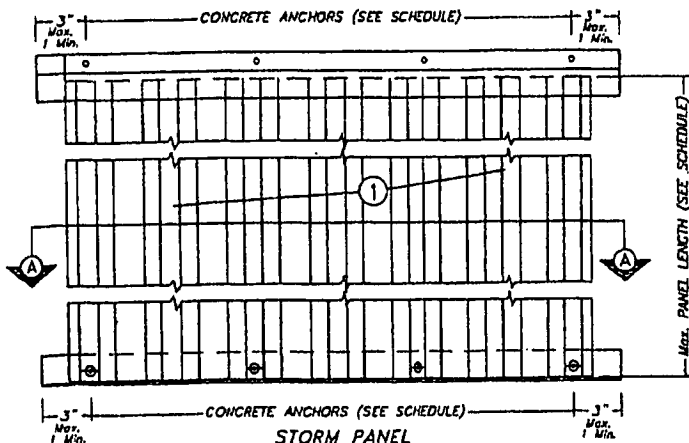 3" CONCRETE ANCHORS (SEE SCHEDULE) 3"
Max. Max.
1 Min. 1 Min.
1
A A
Max. PANEL LENGTH (SEE SCHEDULE)
3" CONCRETE ANCHORS (SEE SCHEDULE) 3"
Max. Max.
1 Min. 1 Min.
STORM PANEL